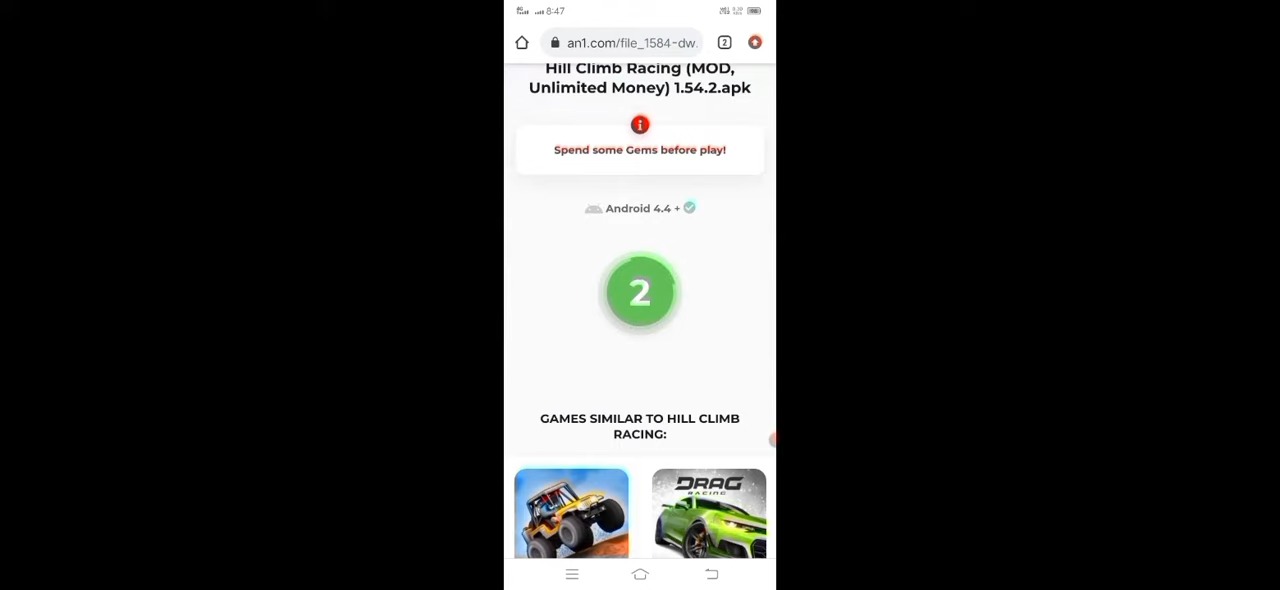 8:47
an1.com/file_1584-dw.
2
Hill Climb Racing (MOD,
Unlimited Money) 1.54.2.apk
Spend some Gems before play!
Android 4.4 +
2
GAMES SIMILAR TO HILL CLIMB
RACING:
DRAG
RACING